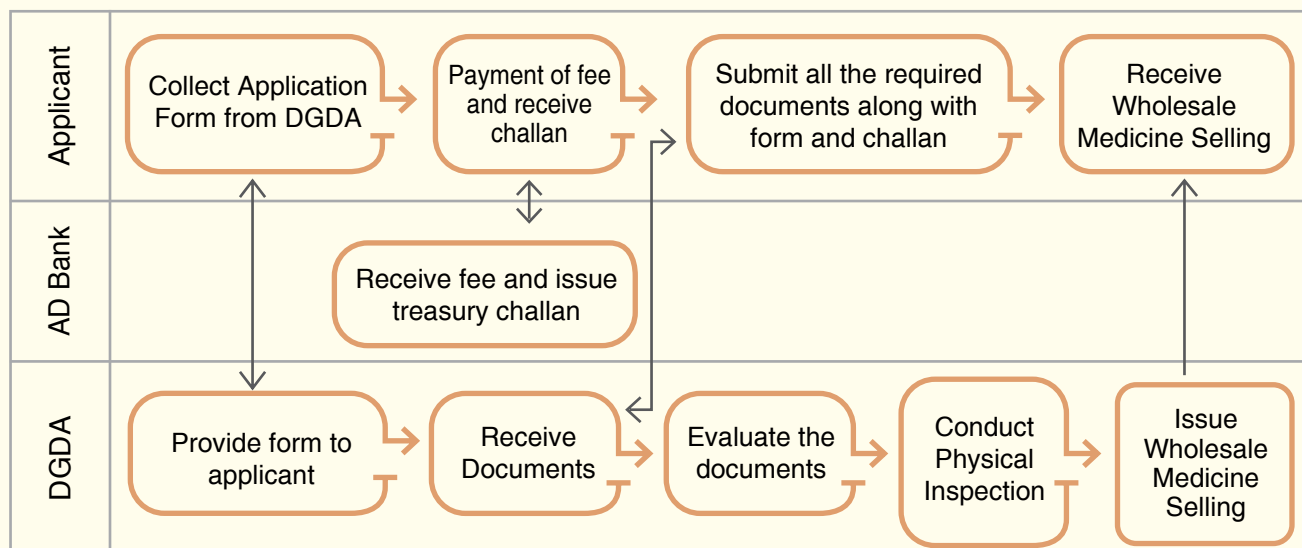 Applicant
Collect Application
Form from DGDA
Payment of fee
and receive
challan
Submit all the required
documents along with
form and challan
Receive
Wholesale
Medicine Selling
AD Bank
Receive fee and issue
treasury challan
DGDA
Provide form to
applicant
Receive
Documents
Evaluate the
documents
Conduct
Physical
Inspection
Issue
Wholesale
Medicine
Selling